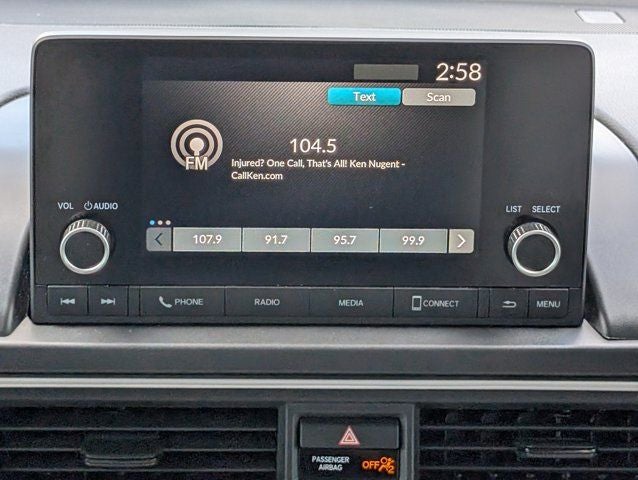 2:58
Text Scan
FM
104.5
Injured? One Call, That's All! Ken Nugent -
CallKen.com
VOL AUDIO
LIST SELECT
107.9 91.7 95.7 99.9
PHONE RADIO MEDIA CONNECT MENU
PASSENGER
AIRBAG OFF 2